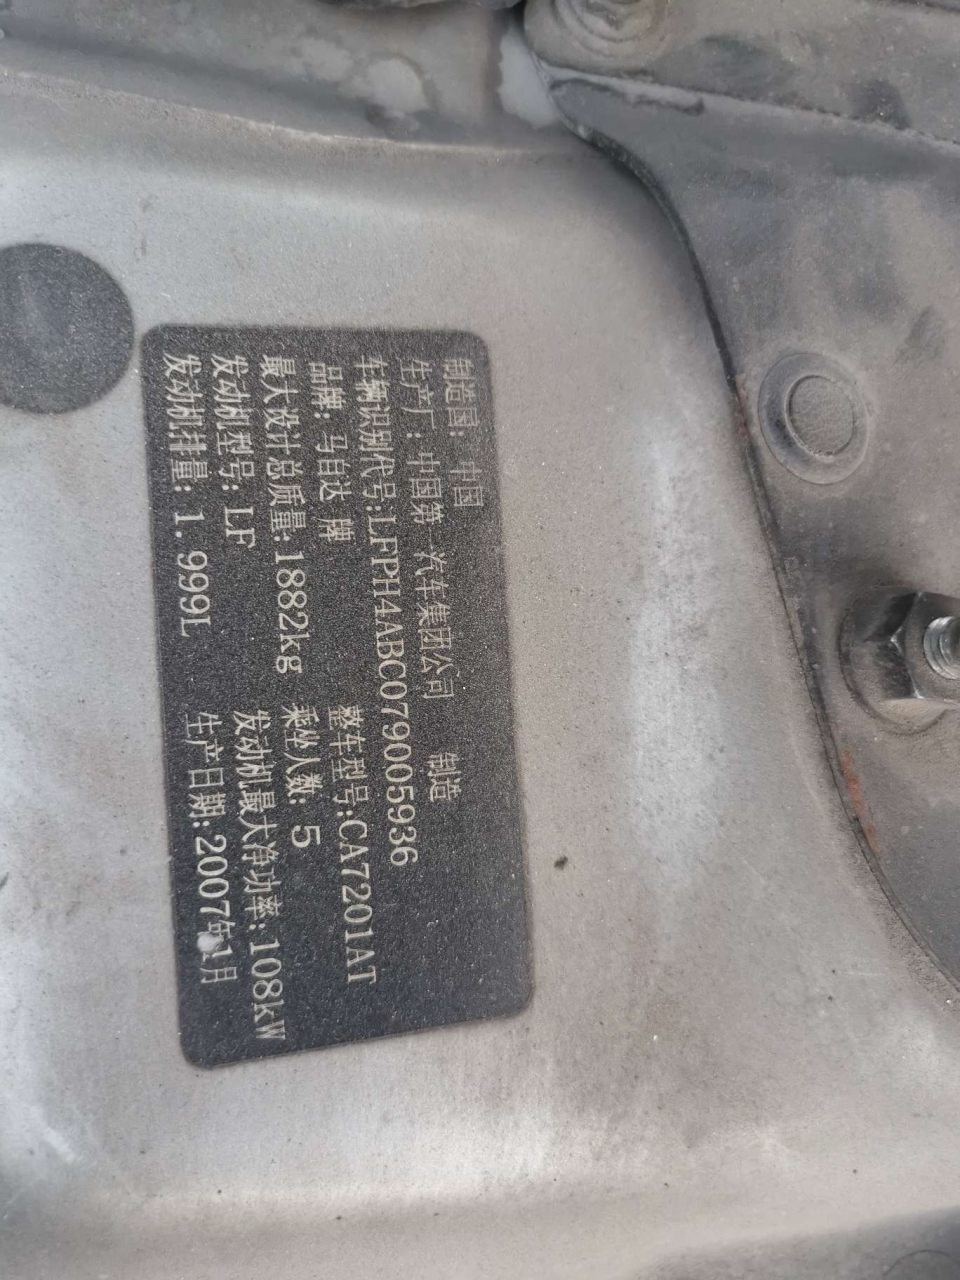 制造国: 中国
生产厂: 中国第一汽车集团公司 制造
车辆识别代号:LFPH4ABC079005936
品牌: 马自达 牌 整车型号:CA7201AT
最大设计总质量:1882kg 乘坐人数: 5
发动机型号: LF 发动机最大净功率:108kW
发动机排量: 1.999L 生产日期:2007年1月